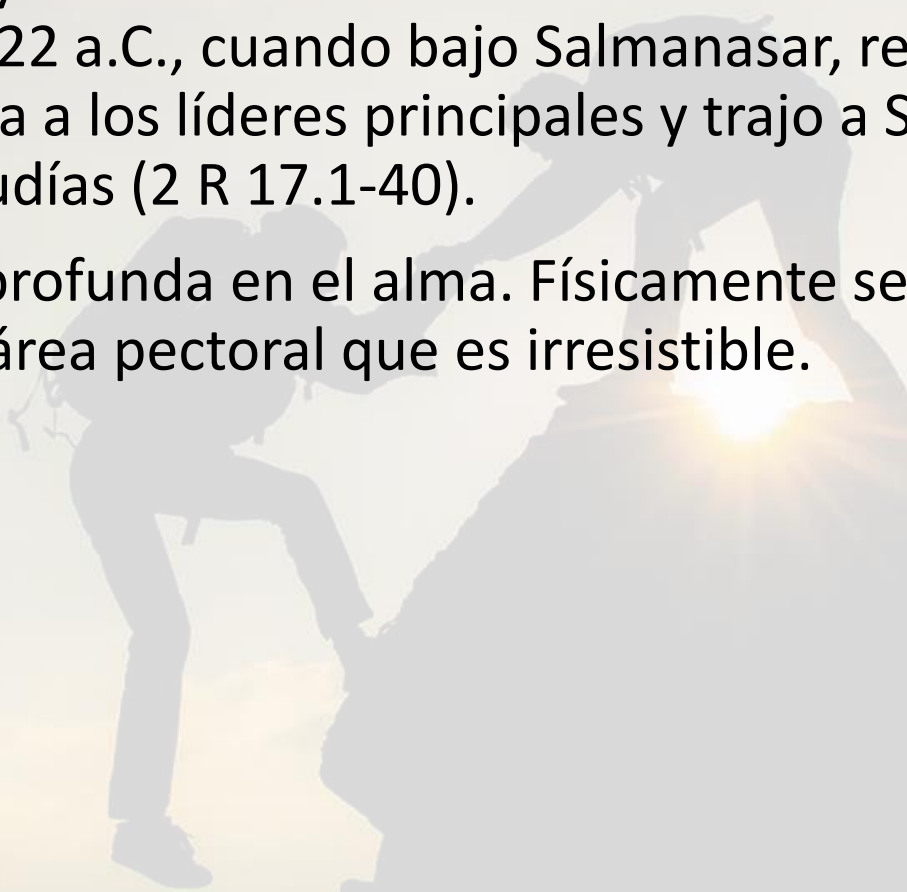 22 a.C., cuando bajo Salmanasar, re
a a los líderes principales y trajo a S
udías (2 R 17.1-40).
profunda en el alma. Físicamente se
área pectoral que es irresistible.